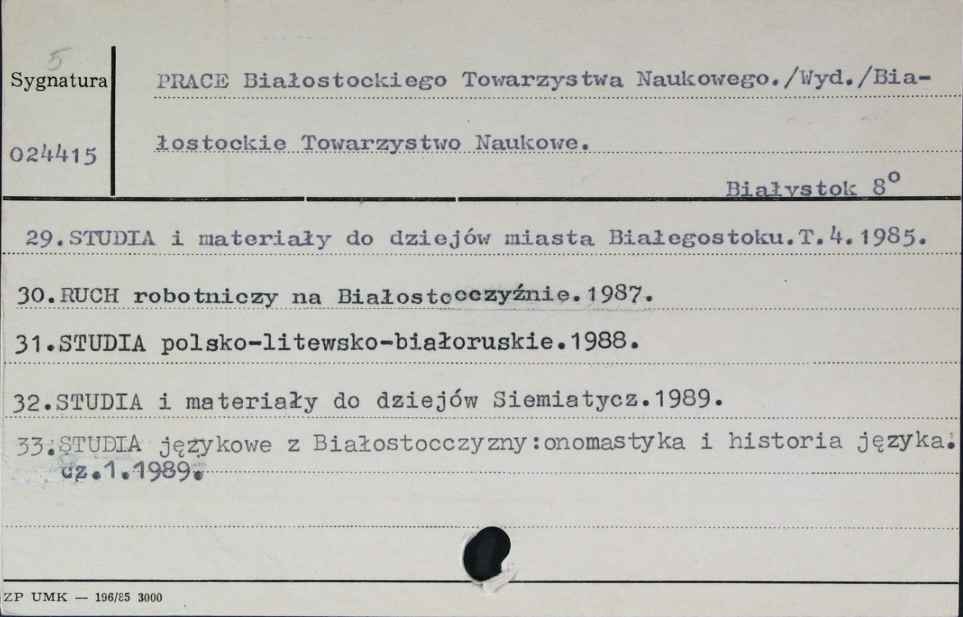 5
Sygnatura
024415
PRACE Białostockiego Towarzystwa Naukowego./Wyd./Bia-
łostockie Towarzystwo Naukowe.
Białystok 8°
29.STUDIA i materiały do dziejów miasta Białegostoku.T.4.1985.
30.RUCH robotniczy na Białostocczyźnie.1987.
31.STUDIA polsko-litewsko-białoruskie.1988.
32.STUDIA i materiały do dziejów Siemiatycz.1989.
33.STUDIA językowe z Białostocczyzny:onomastyka i historia języka.
cz.1.1989.
ZP UMK — 196/85 3000